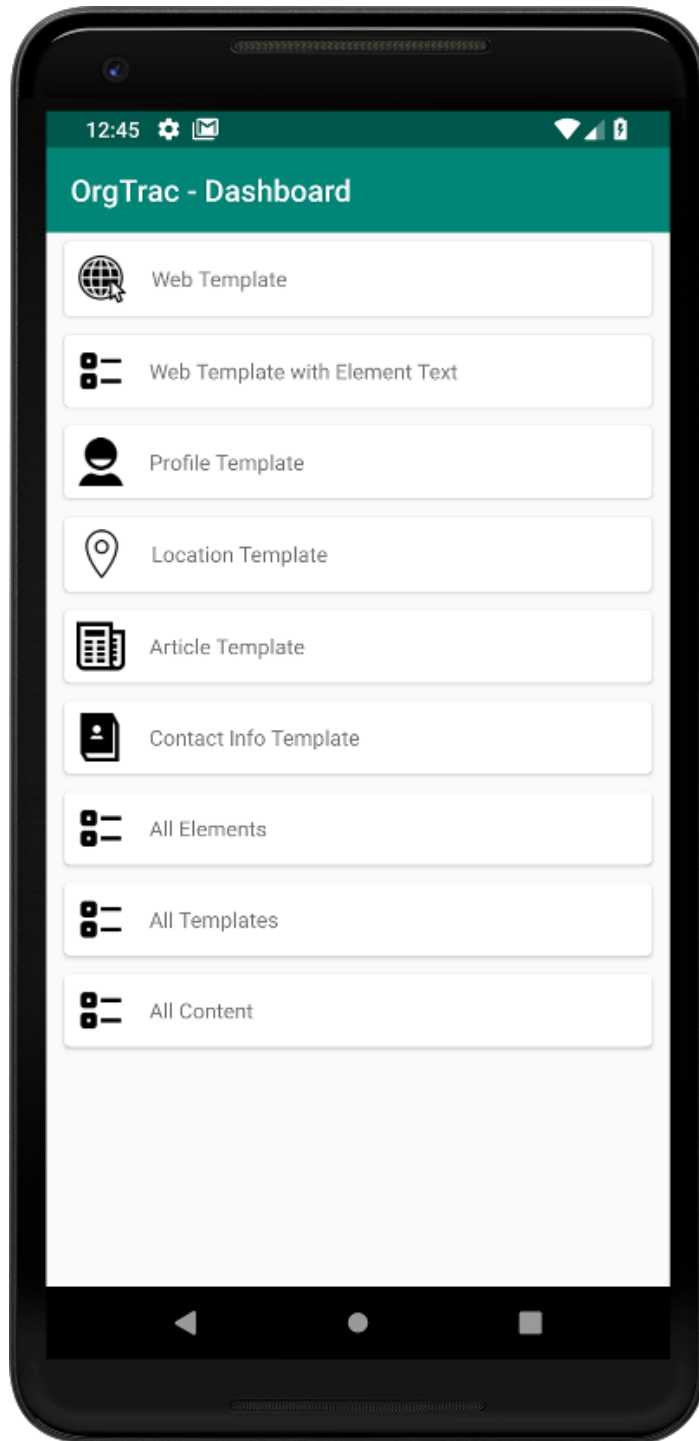 12:45
OrgTrac - Dashboard
Web Template
Web Template with Element Text
Profile Template
Location Template
Article Template
Contact Info Template
All Elements
All Templates
All Content